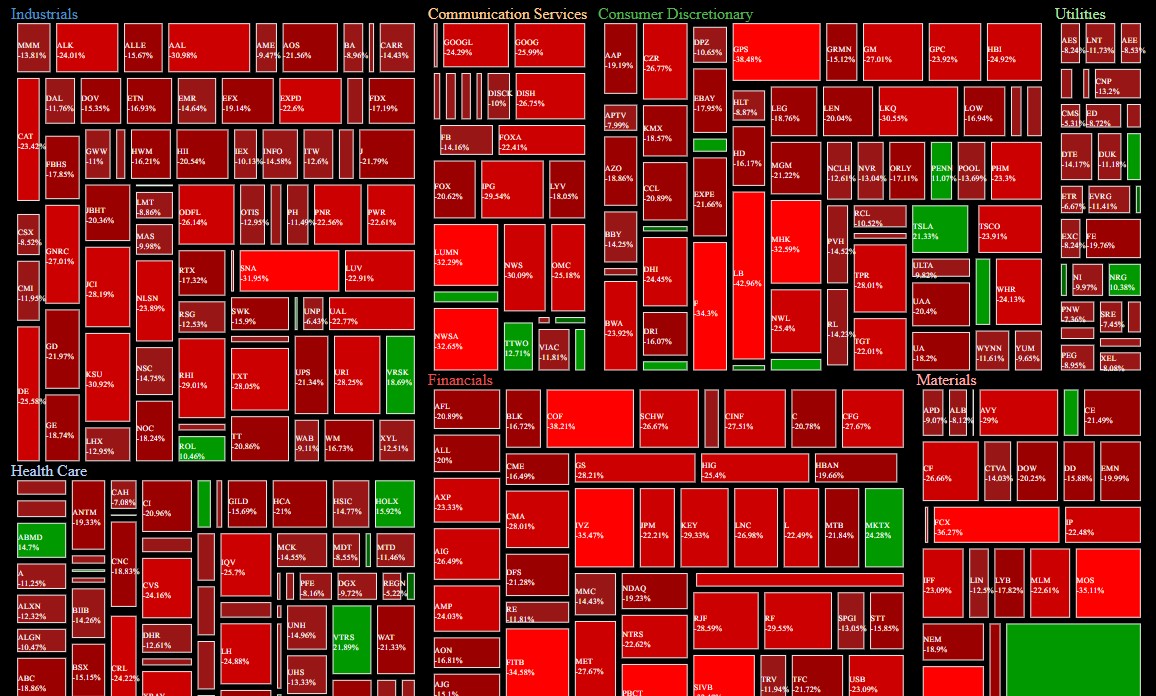 Industrials
MMM
-13.81%
ALK
-24.01%
ALLE
-15.67%
AAL
-30.98%
AME
-9.47%
AOS
-21.56%
BA
-8.96%
CARR
-14.43%
CAT
-23.42%
DAL
-11.76%
DOV
-15.35%
ETN
-16.93%
EMR
-14.64%
EFX
-19.14%
EXPD
-22.6%
FDX
-17.19%
FBHS
-17.85%
GWW
-11%
HWM
-16.21%
HII
-20.54%
IEX
-10.13%
INFO
-14.58%
ITW
-12.6%
J
-21.79%
JBHT
-20.36%
LMT
-8.86%
ODFL
-26.14%
OTIS
-12.95%
PH
-11.49%
PNR
-22.56%
PWR
-22.61%
CSX
-8.52%
GNRC
-27.01%
MAS
-9.98%
CMI
-11.95%
JCI
-28.19%
NLSN
-23.89%
RTX
-17.32%
SNA
-31.95%
LUV
-22.91%
RSG
-12.53%
SWK
-15.9%
UNP
-6.43%
UAL
-22.77%
DE
-25.58%
GD
-21.97%
KSU
-30.92%
NSC
-14.75%
RHI
-29.01%
TXT
-28.05%
UPS
-21.34%
URI
-28.25%
VRSK
18.69%
GE
-18.74%
LHX
-12.95%
NOC
-18.24%
ROL
10.46%
TT
-20.86%
WAB
-9.11%
WM
-16.73%
XYL
-12.51%
Communication Services
GOOGL
-24.29%
GOOG
-25.99%
DISCK
-10%
DISH
-26.75%
FB
-14.16%
FOXA
-22.41%
FOX
-20.62%
IPG
-29.54%
LYV
-18.05%
LUMN
-32.29%
NWS
-30.09%
OMC
-25.18%
NWSA
-32.65%
TTWO
12.71%
VIAC
-11.81%
Consumer Discretionary
AAP
-19.19%
CZR
-26.77%
DPZ
-10.65%
GPS
-38.48%
GRMN
-15.12%
GM
-27.01%
GPC
-23.92%
HBI
-24.92%
EBAY
-17.95%
APTV
-7.99%
KMX
-18.57%
HLT
-8.87%
LEG
-18.76%
LEN
-20.04%
LKQ
-30.55%
LOW
-16.94%
HD
-16.17%
AZO
-18.86%
CCL
-20.89%
EXPE
-21.66%
MGM
-21.22%
NCLH
-12.61%
NVR
-13.04%
ORLY
-17.11%
PENN
11.07%
POOL
-13.69%
PHM
-23.3%
BBY
-14.25%
DHI
-24.45%
F
-34.3%
LB
-42.96%
MHK
-32.59%
PVH
-14.52%
RCL
-10.52%
TSLA
21.33%
TSCO
-23.91%
TPR
-28.01%
ULTA
-9.82%
WHR
-24.13%
BWA
-23.92%
DRI
-16.07%
NWL
-25.4%
RL
-14.23%
UAA
-20.4%
TGT
-22.01%
UA
-18.2%
WYNN
-11.61%
YUM
-9.65%
Utilities
AES
-8.24%
LNT
-11.73%
AEE
-8.53%
CNP
-13.2%
CMS
-5.31%
ED
-8.72%
DTE
-14.17%
DUK
-11.18%
ETR
-6.67%
EVRG
-11.41%
EXC
-8.24%
FE
-19.76%
NI
-9.97%
NRG
10.38%
PNW
-7.36%
SRE
-7.45%
PEG
-8.95%
XEL
-8.08%
Health Care
ABMD
14.7%
ANTM
-19.33%
CAH
-7.08%
CI
-20.96%
GILD
-15.69%
HCA
-21%
HSIC
-14.77%
HOLX
15.92%
A
-11.25%
CNC
-18.83%
CVS
-24.16%
IQV
-25.7%
MCK
-14.55%
MDT
-8.55%
MTD
-11.46%
PFE
-8.16%
DGX
-9.72%
REGN
-5.22%
ALXN
-12.32%
BIIB
-14.26%
DHR
-12.61%
LH
-24.88%
UNH
-14.96%
VTRS
21.89%
WAT
-21.33%
ALGN
-10.47%
ABC
-18.86%
BSX
-15.15%
CRL
-24.22%
XRAY
UHS
-13.33%
Financials
AFL
-20.89%
BLK
-16.72%
COF
-38.21%
SCHW
-26.67%
CINF
-27.51%
C
-20.78%
CFG
-27.67%
ALL
-20%
CME
-16.49%
GS
-28.21%
HIG
-25.4%
HBAN
-19.66%
AXP
-23.33%
CMA
-28.01%
IVZ
-35.47%
JPM
-22.21%
KEY
-29.33%
LNC
-26.98%
L
-22.49%
MTB
-21.84%
MKTX
24.28%
AIG
-26.49%
DFS
-21.28%
MMC
-14.43%
NDAQ
-19.23%
AMP
-24.03%
RE
-11.81%
NTRS
-22.62%
RJF
-28.59%
RF
-29.55%
SPGI
-13.05%
STT
-15.85%
AON
-16.81%
FITB
-34.58%
MET
-27.67%
PBCT
SIVB
TRV
-11.94%
TFC
-21.72%
USB
-23.09%
AJG
-15.1%
Materials
APD
-9.07%
ALB
-8.12%
AVY
-29%
CE
-21.49%
CF
-26.66%
CTVA
-14.03%
DOW
-20.25%
DD
-15.88%
EMN
-19.99%
FCX
-36.27%
IP
-22.48%
IFF
-23.09%
LIN
-12.5%
LYB
-17.82%
MLM
-22.61%
MOS
-35.11%
NEM
-18.9%